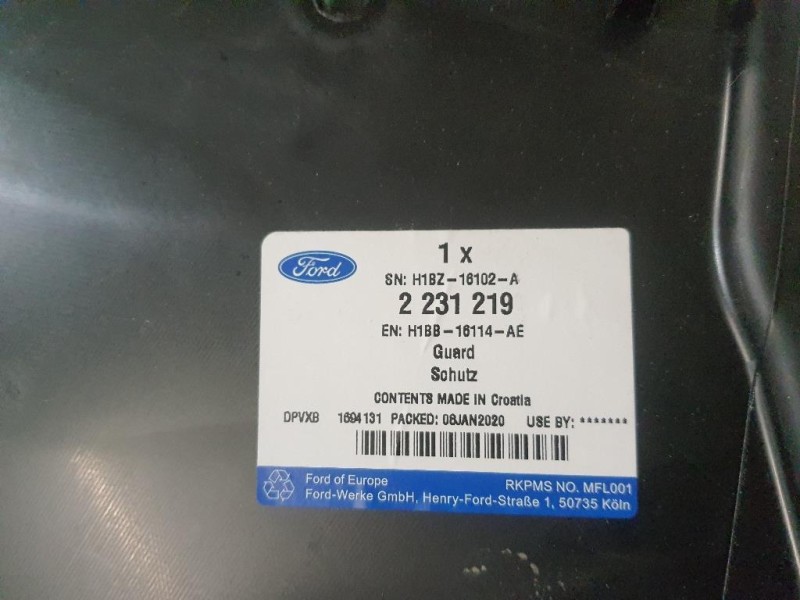 Ford
1 x
SN: H1BZ-16102-A
2 231 219
EN: H1BB-16114-AE
Guard
Schutz
CONTENTS MADE IN Croatia
DPVXB 1694131 PACKED: 08JAN2020 USE BY: *******
Ford of Europe RKPMS NO. MFL001
Ford-Werke GmbH, Henry-Ford-Straße 1, 50735 Köln